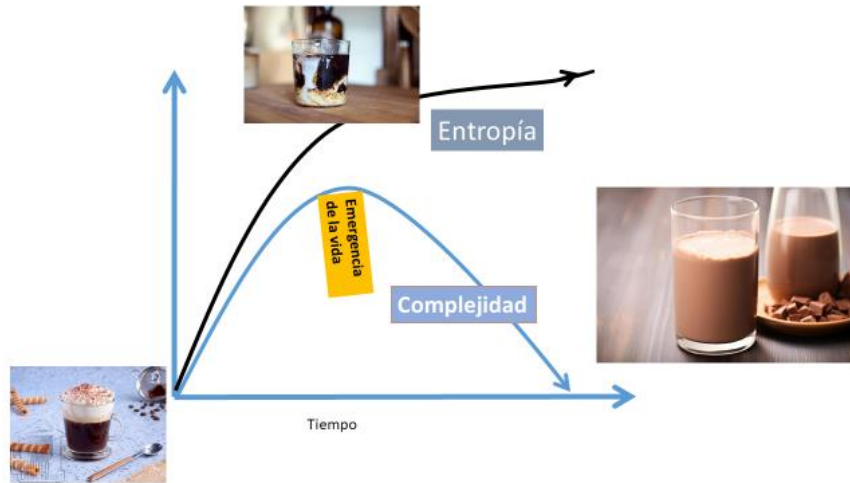 Entropía
Emergencia
de la vida
Complejidad
Tiempo